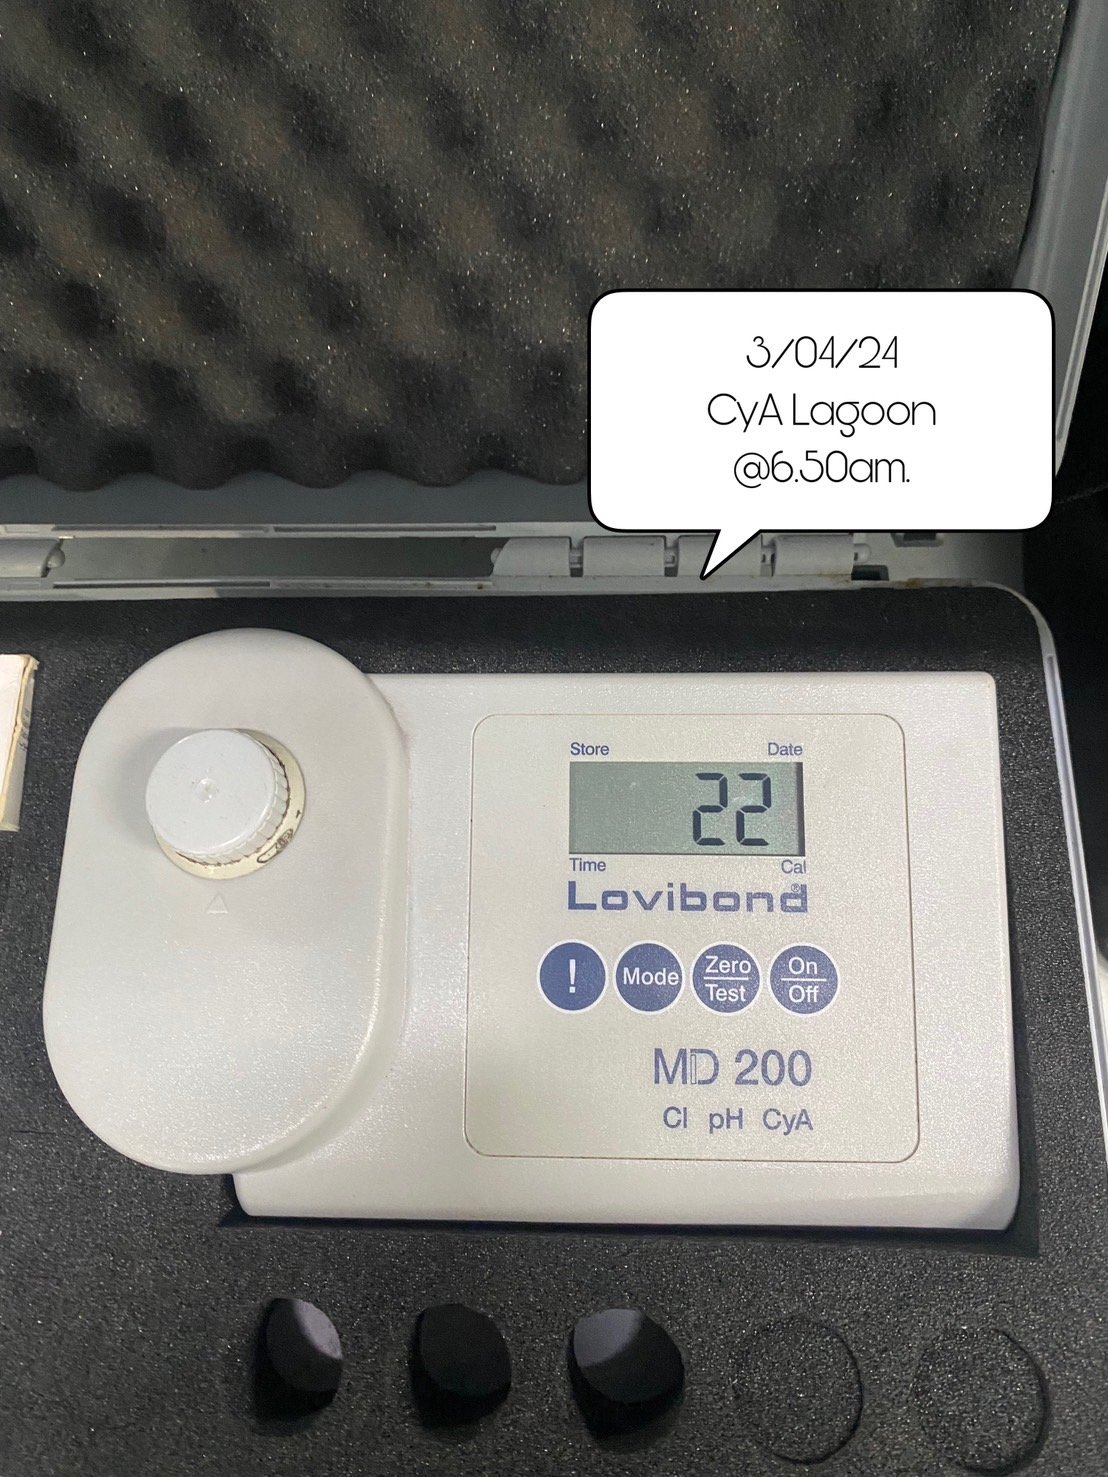 3/04/24
CyA Lagoon
@6.50am.
Store Date
22
Time Cal
Lovibond®
! Mode Zero Test On Off
MD 200
Cl pH CyA